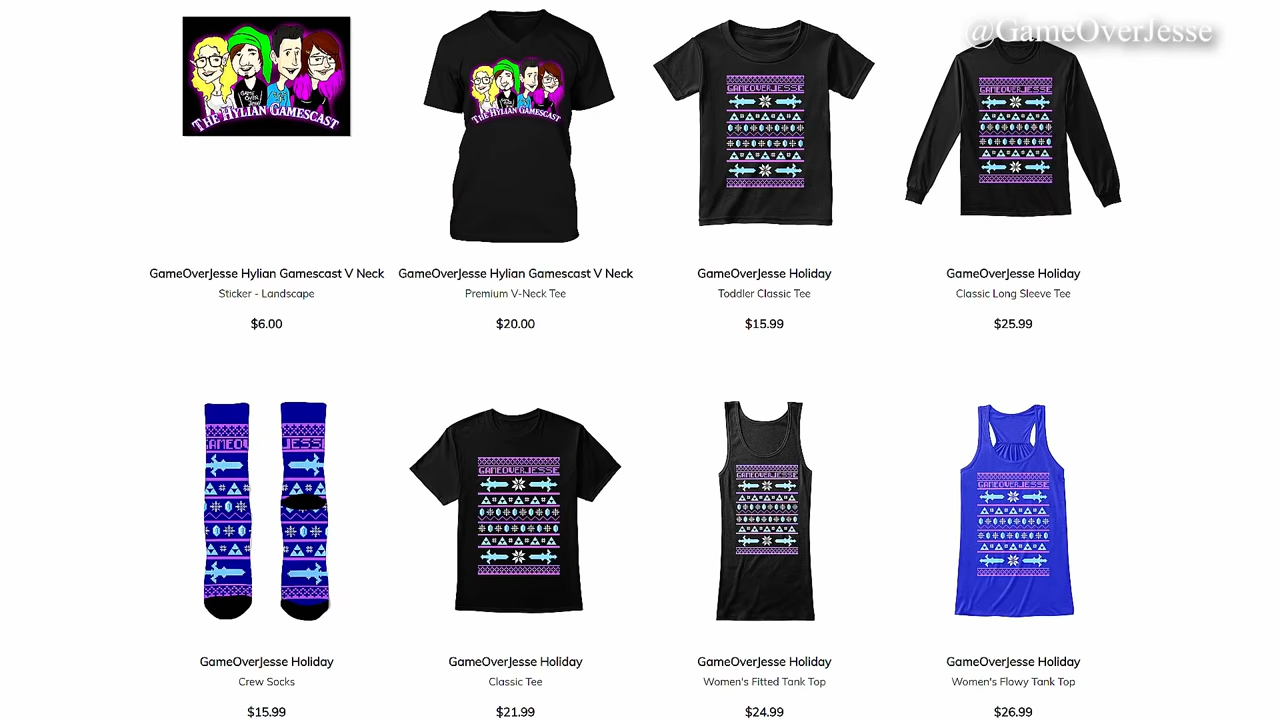 @GameOverJesse
THE HYLIAN GAMESCAST
THE HYLIAN GAMESCAST
GAMEOVERJESSE
GAMEOVERJESSE
GameOverJesse Hylian Gamescast V Neck
Sticker - Landscape
$6.00
GameOverJesse Hylian Gamescast V Neck
Premium V-Neck Tee
$20.00
GameOverJesse Holiday
Toddler Classic Tee
$15.99
GameOverJesse Holiday
Classic Long Sleeve Tee
$25.99
GAMEOV
JESSE
GAMEOVERJESSE
GAMEOVERJESSE
GAMEOVERJESSE
GameOverJesse Holiday
Crew Socks
$15.99
GameOverJesse Holiday
Classic Tee
$21.99
GameOverJesse Holiday
Women's Fitted Tank Top
$24.99
GameOverJesse Holiday
Women's Flowy Tank Top
$26.99